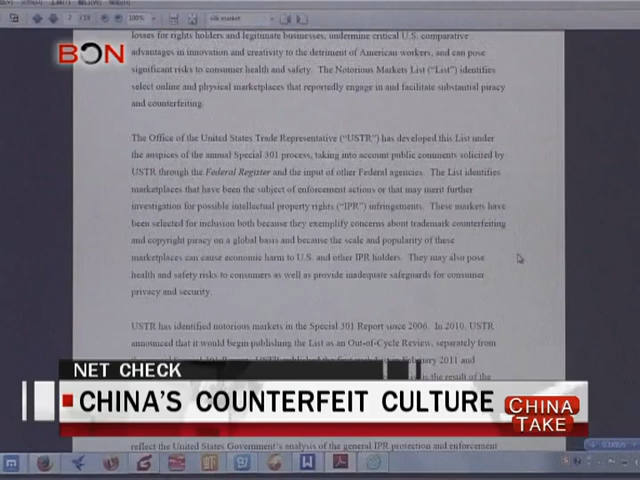 2 / 19
100%
silk market
BON
losses for rights holders and legitimate businesses, undermine critical U.S. comparative
advantages in innovation and creativity to the detriment of American workers, and can pose
significant risks to consumer health and safety. The Notorious Markets List ("List") identifies
select online and physical marketplaces that reportedly engage in and facilitate substantial piracy
and counterfeiting.
The Office of the United States Trade Representative ("USTR") has developed this List under
the auspices of the annual Special 301 process, taking into account public comments solicited by
USTR through the Federal Register and the input of other Federal agencies. The List identifies
marketplaces that have been the subject of enforcement actions or that may merit further
investigation for possible intellectual property rights ("IPR") infringements. These markets have
been selected for inclusion both because they exemplify concerns about trademark counterfeiting
and copyright piracy on a global basis and because the scale and popularity of these
marketplaces can cause economic harm to U.S. and other IPR holders. They may also pose
health and safety risks to consumers as well as provide inadequate safeguards for consumer
privacy and security.
USTR has identified notorious markets in the Special 301 Report since 2006. In 2010, USTR
announced that it would begin publishing the List as an Out-of-Cycle Review, separately from
2011 and
is the result of the
NET CHECK
CHINA'S COUNTERFEIT CULTURE
CHINA
TAKE
reflect the United States Government's analysis of the general IPR protection and enforcement